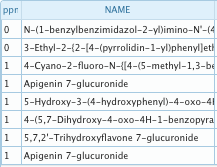 ppm NAME
0 N-(1-benzylbenzimidazol-2-yl)imino-N'-(4
0 3-Ethyl-2-{2-[4-(pyrrolidin-1-yl)phenyl]eth
1 4-Cyano-2-fluoro-N-{[4-(5-methyl-1,3-be
1 Apigenin 7-glucuronide
1 5-Hydroxy-3-(4-hydroxyphenyl)-4-oxo-4H
1 4-(5,7-Dihydroxy-4-oxo-4H-1-benzopyra
1 5,7,2'-Trihydroxyflavone 7-glucuronide
1 Apigenin 7-glucuronide